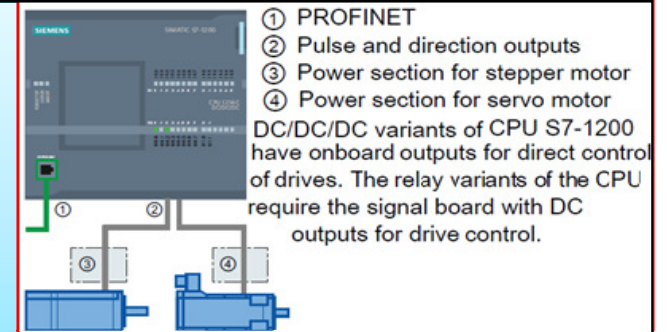 SIEMENS
SIMATIC S7-1200
① PROFINET
② Pulse and direction outputs
③ Power section for stepper motor
④ Power section for servo motor
DC/DC/DC variants of CPU S7-1200
have onboard outputs for direct control
of drives. The relay variants of the CPU
require the signal board with DC
outputs for drive control.
①
②
③
④